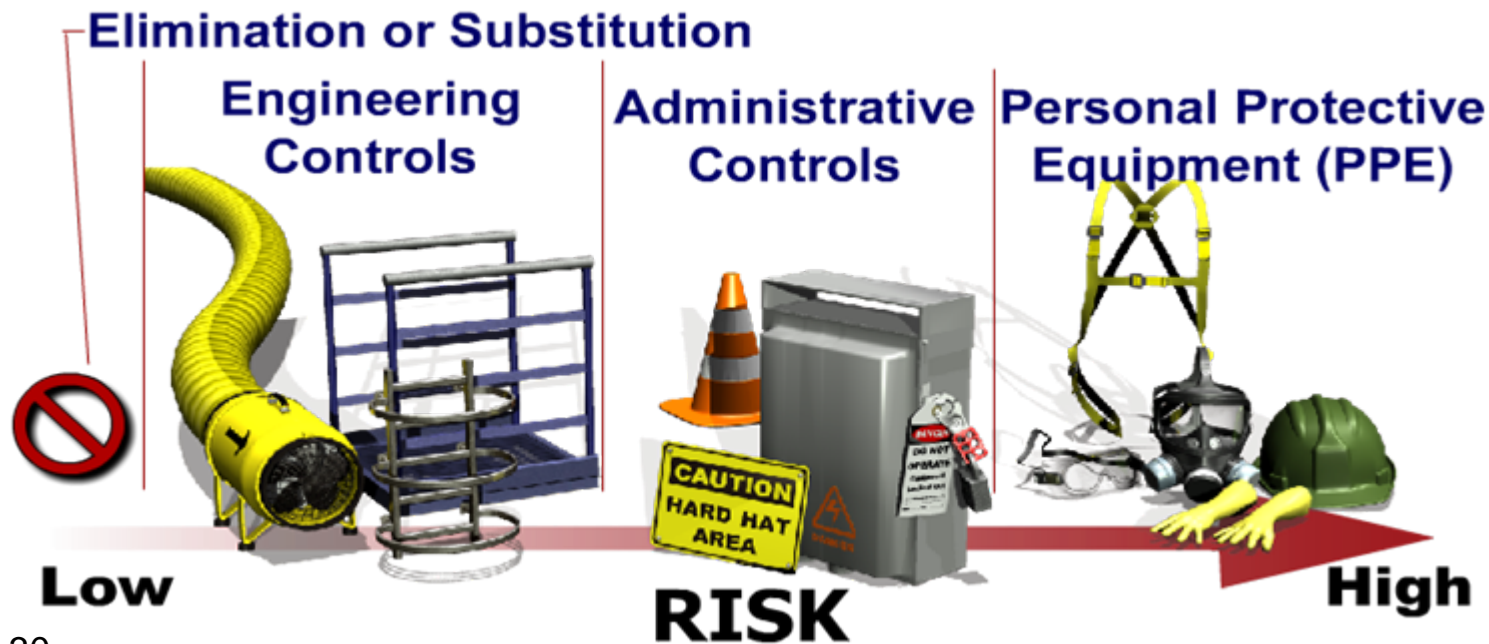 Elimination or Substitution
Engineering
Controls
Administrative
Controls
Personal Protective
Equipment (PPE)
CAUTION
HARD HAT
AREA
DANGER
DO NOT
OPERATE
Low
RISK
High